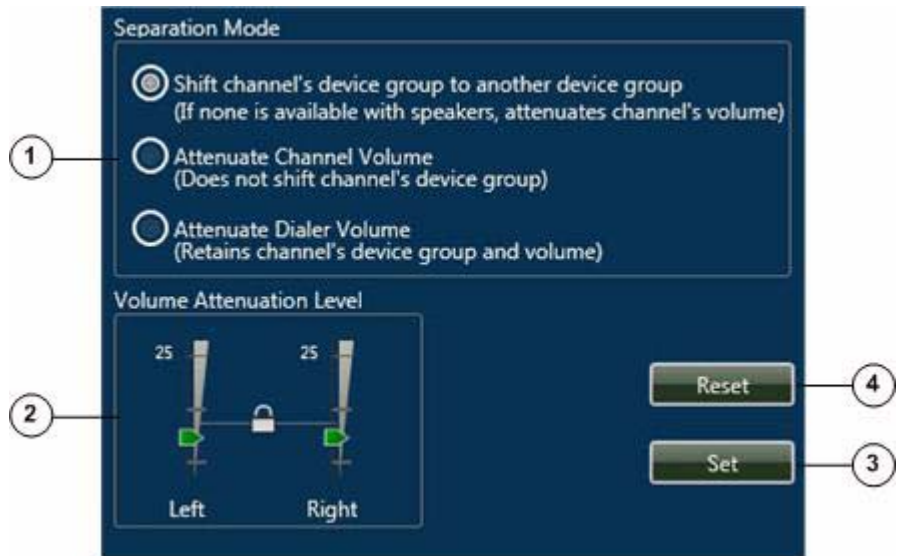 Separation Mode
Shift channel's device group to another device group
(If none is available with speakers, attenuates channel's volume)
1
Attenuate Channel Volume
(Does not shift channel's device group)
Attenuate Dialer Volume
(Retains channel's device group and volume)
Volume Attenuation Level
25
25
Reset
4
2
Set
3
Left
Right